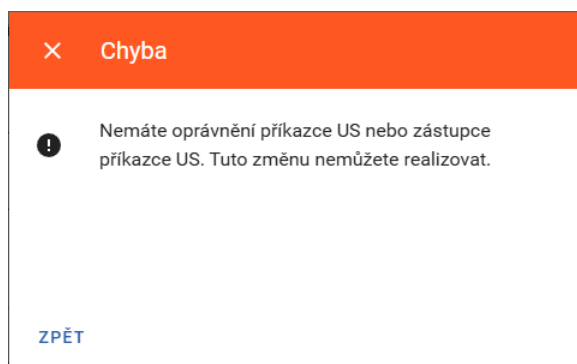 Chyba
Nemáte oprávnění příkazce US nebo zástupce
příkazce US. Tuto změnu nemůžete realizovat.
ZPĚT